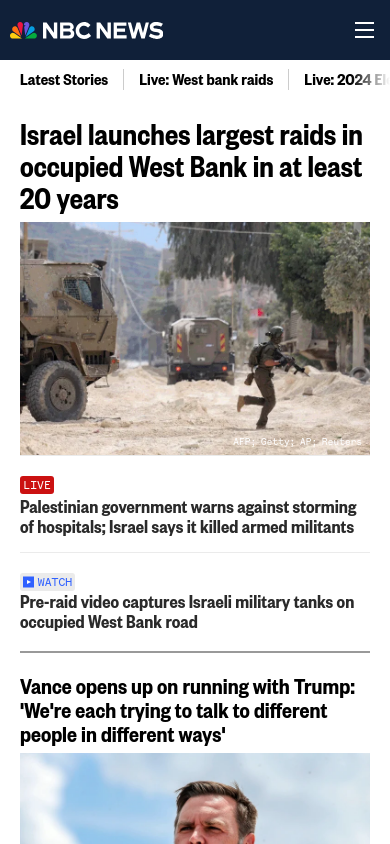 NBC NEWS
Latest Stories
Live: West bank raids
Live: 2024 El
Israel launches largest raids in
occupied West Bank in at least
20 years
AFP; Getty; AP; Reuters
LIVE
Palestinian government warns against storming
of hospitals; Israel says it killed armed militants
WATCH
Pre-raid video captures Israeli military tanks on
occupied West Bank road
Vance opens up on running with Trump:
'We're each trying to talk to different
people in different ways'